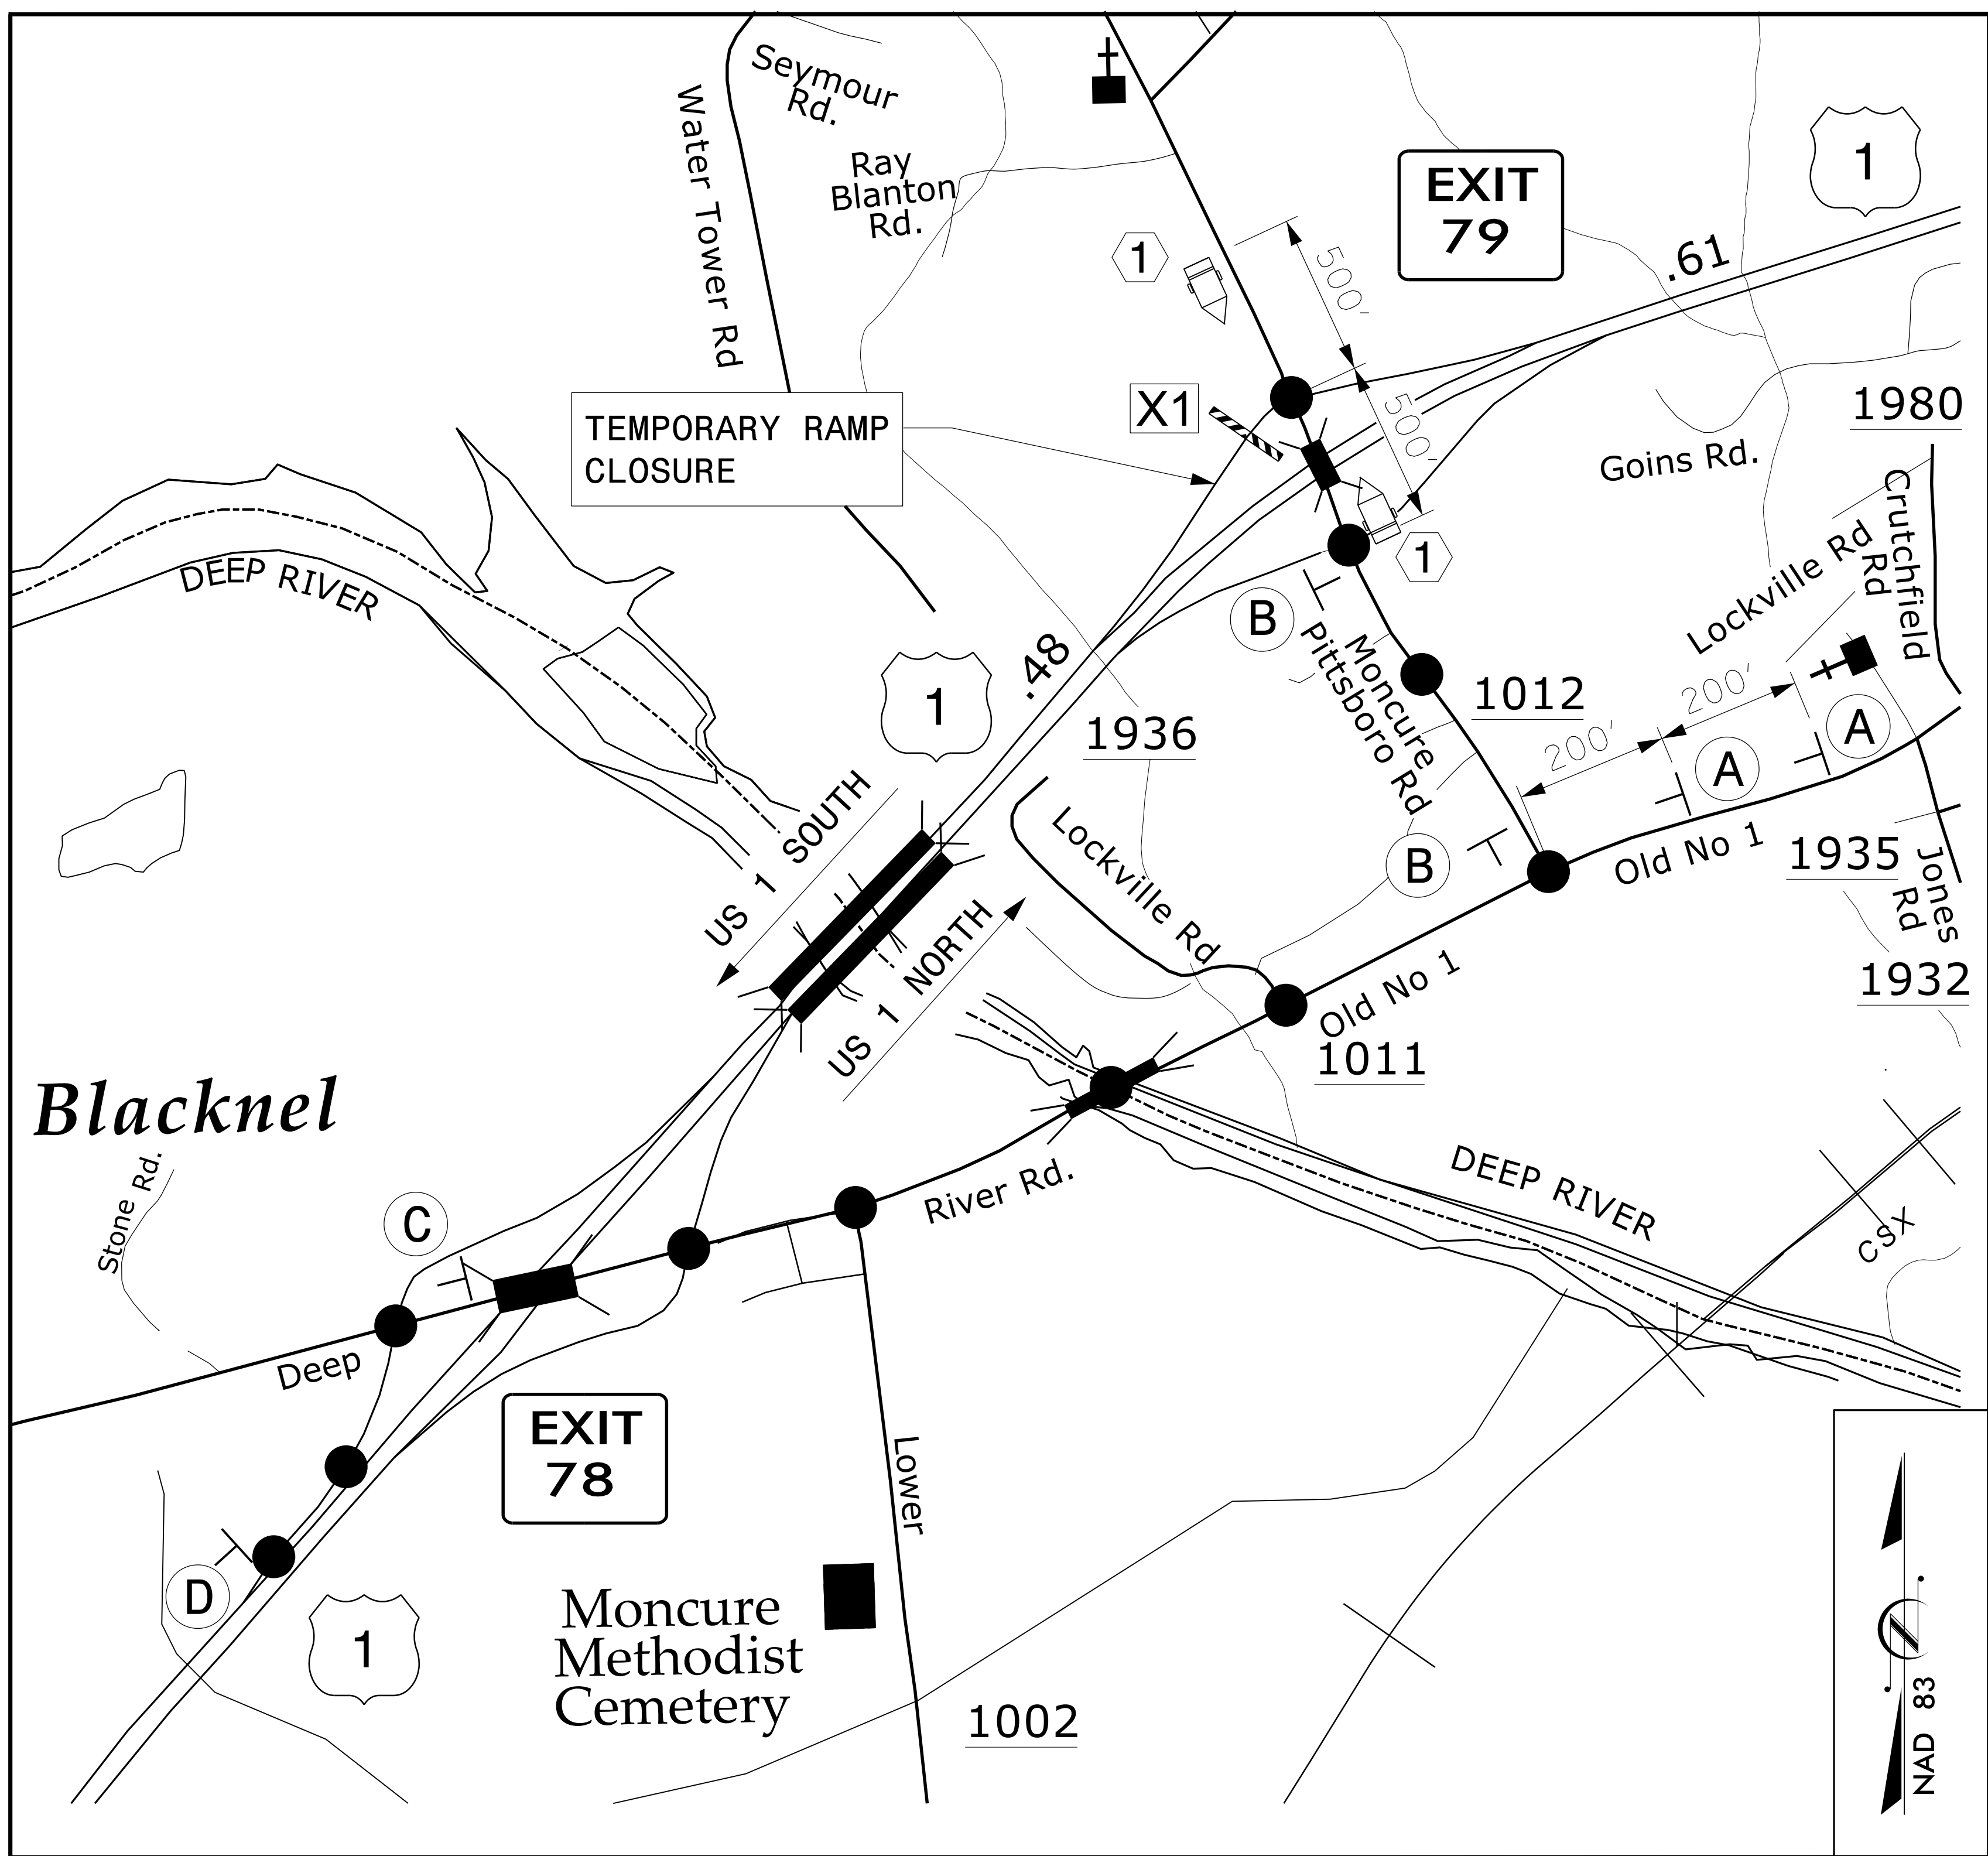 Seymour
Rd.
Water Tower Rd
Ray
Blanton
Rd.
EXIT
79
1
1
500'
.61
500'
X1
TEMPORARY RAMP
CLOSURE
1980
Goins Rd.
Crutchfield
Rd
Lockville Rd
DEEP RIVER
1
B
Moncure
Pittsboro Rd
.48
1
1936
1012
200'
200'
A
A
US 1 SOUTH
Lockville Rd
B
Old No 1
1935
Jones
Rd
1932
US 1 NORTH
Old No 1
1011
Blacknel
Stone Rd.
C
River Rd.
DEEP RIVER
CSX
Deep
EXIT
78
Lower
D
1
Moncure
Methodist
Cemetery
1002
N
NAD 83